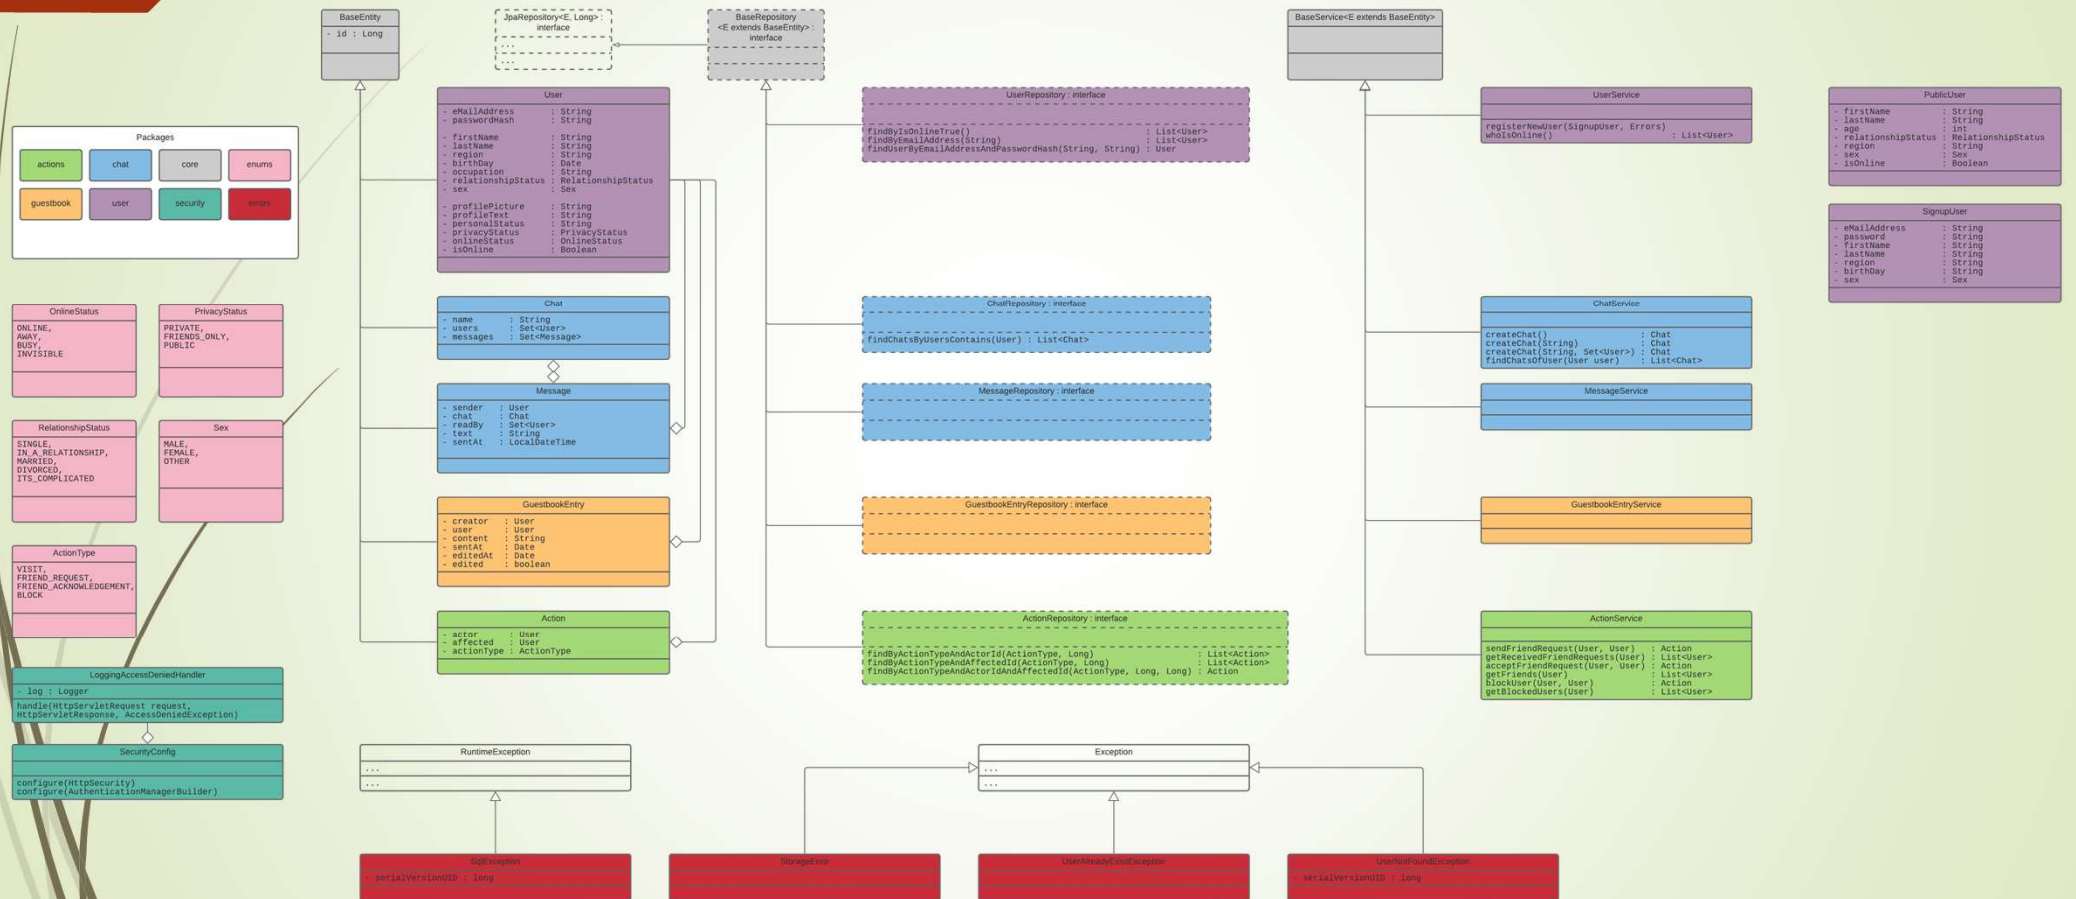 BaseEntity
- id : Long
JpaRepository<E, Long> :
interface
...
...
BaseRepository
<E extends BaseEntity> :
interface
BaseService<E extends BaseEntity>
Packages
actions
chat
core
enums
guestbook
user
security
errors
User
- eMailAddress : String
- passwordHash : String
- firstName : String
- lastName : String
- region : String
- birthDay : Date
- occupation : String
- relationshipStatus : RelationshipStatus
- sex : Sex
- profilePicture : String
- profileText : String
- personalStatus : String
- privacyStatus : PrivacyStatus
- onlineStatus : OnlineStatus
- isOnline : Boolean
UserRepository : interface
findByIsOnlineTrue() : List<User>
findByEmailAddress(String) : List<User>
findUserByEmailAddressAndPasswordHash(String, String) : User
UserService
registerNewUser(SignupUser, Errors)
whoIsOnline() : List<User>
PublicUser
- firstName : String
- lastName : String
- age : int
- relationshipStatus : RelationshipStatus
- region : String
- sex : Sex
- isOnline : Boolean
SignupUser
- eMailAddress : String
- password : String
- firstName : String
- lastName : String
- region : String
- birthDay : String
- sex : Sex
OnlineStatus
ONLINE,
AWAY,
BUSY,
INVISIBLE
PrivacyStatus
PRIVATE,
FRIENDS_ONLY,
PUBLIC
Chat
- name : String
- users : Set<User>
- messages : Set<Message>
ChatRepository : interface
findChatsByUsersContains(User) : List<Chat>
ChatService
createChat() : Chat
createChat(String) : Chat
createChat(String, Set<User>) : Chat
findChatsOfUser(User user) : List<Chat>
Message
- sender : User
- chat : Chat
- readBy : Set<User>
- text : String
- sentAt : LocalDateTime
MessageRepository : interface
MessageService
RelationshipStatus
SINGLE,
IN_A_RELATIONSHIP,
MARRIED,
DIVORCED,
ITS_COMPLICATED
Sex
MALE,
FEMALE,
OTHER
GuestbookEntry
- creator : User
- user : User
- content : String
- sentAt : Date
- editedAt : Date
- edited : boolean
GuestbookEntryRepository : interface
GuestbookEntryService
ActionType
VISIT,
FRIEND_REQUEST,
FRIEND_ACKNOWLEDGEMENT,
BLOCK
Action
- actor : User
- affected : User
- actionType : ActionType
ActionRepository : interface
findByActionTypeAndActorId(ActionType, Long) : List<Action>
findByActionTypeAndAffectedId(ActionType, Long) : List<Action>
findByActionTypeAndActorIdAndAffectedId(ActionType, Long, Long) : Action
ActionService
sendFriendRequest(User, User) : Action
getReceivedFriendRequests(User) : List<User>
acceptFriendRequest(User, User) : Action
getFriends(User) : List<User>
blockUser(User, User) : Action
getBlockedUsers(User) : List<User>
LoggingAccessDeniedHandler
- log : Logger
handle(HttpServletRequest request,
HttpServletResponse, AccessDeniedException)
SecurityConfig
configure(HttpSecurity)
configure(AuthenticationManagerBuilder)
RuntimeException
...
...
Exception
...
...
SqlException
- serialVersionUID : long
StorageError
UserAlreadyExistException
UserNotFoundException
- serialVersionUID : long